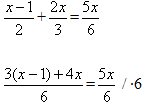 (x-1)/2 + 2x/3 = 5x/6
(3(x-1)+4x)/6 = 5x/6 / ·6